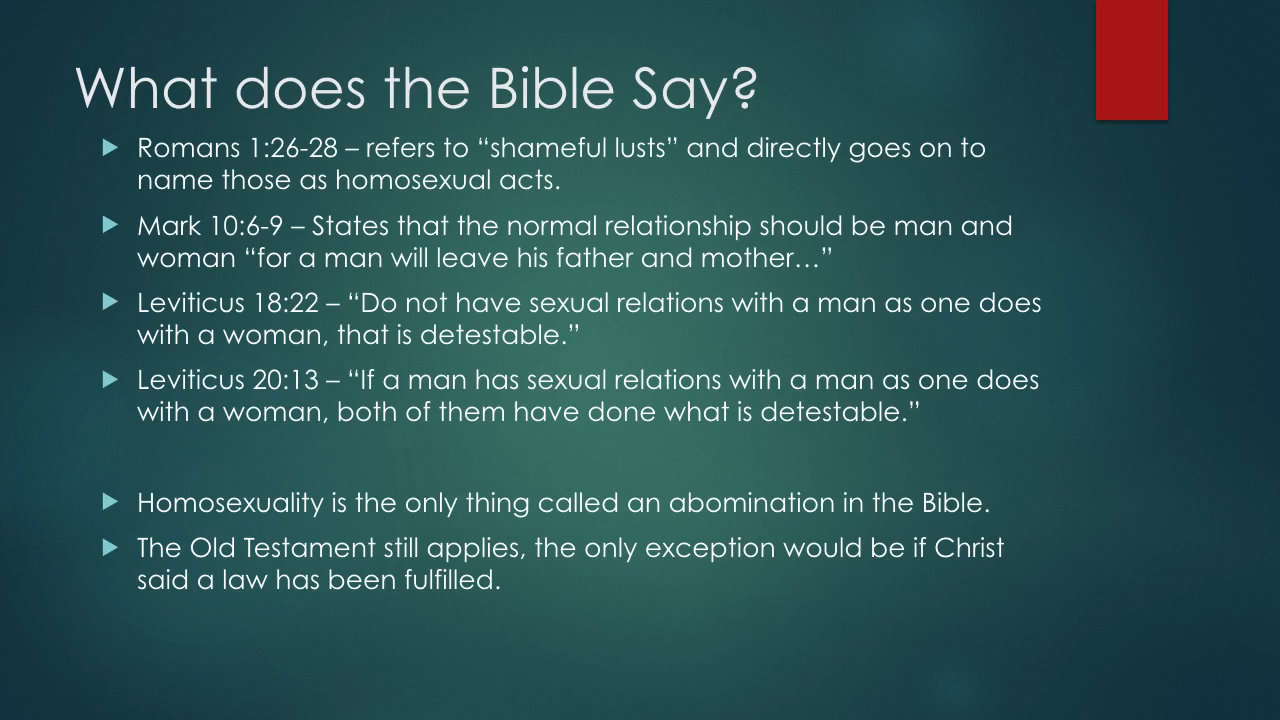 What does the Bible Say?
Romans 1:26-28 – refers to “shameful lusts” and directly goes on to
name those as homosexual acts.
Mark 10:6-9 – States that the normal relationship should be man and
woman “for a man will leave his father and mother…”
Leviticus 18:22 – “Do not have sexual relations with a man as one does
with a woman, that is detestable.”
Leviticus 20:13 – “If a man has sexual relations with a man as one does
with a woman, both of them have done what is detestable.”
Homosexuality is the only thing called an abomination in the Bible.
The Old Testament still applies, the only exception would be if Christ
said a law has been fulfilled.